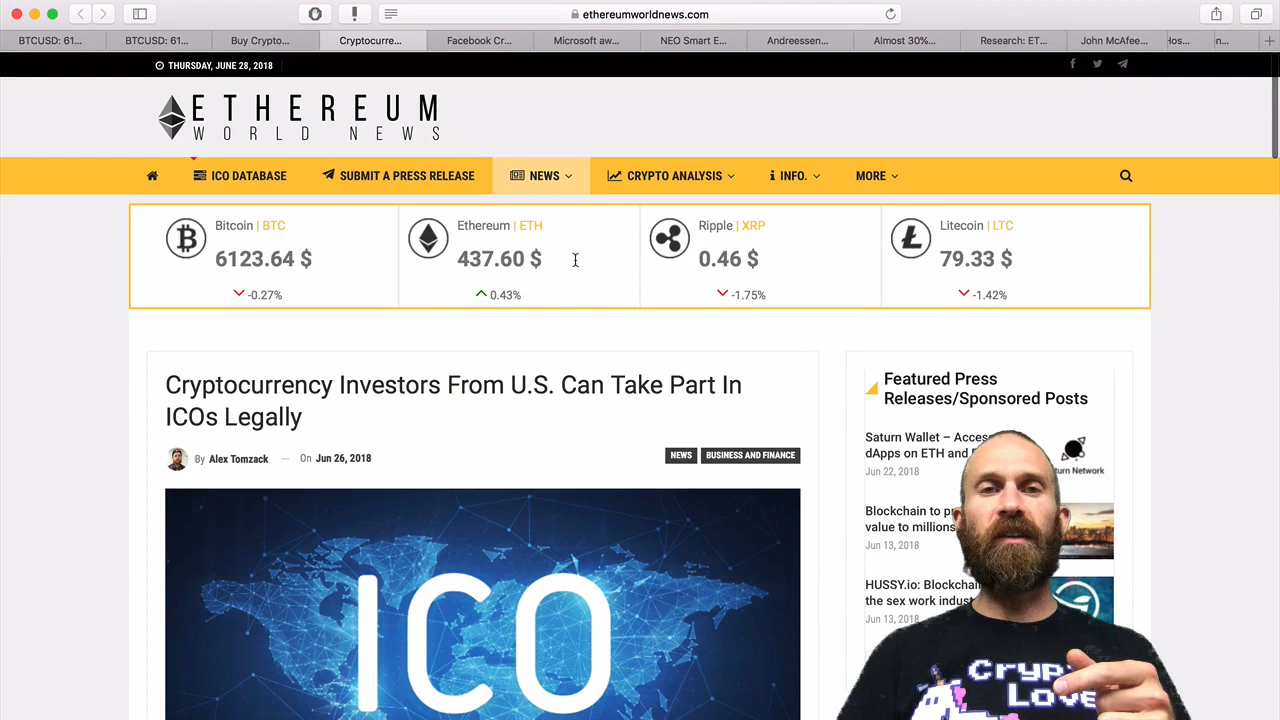 ethereumworldnews.com
BTCUSD: 61...
BTCUSD: 61...
Buy Crypto...
Cryptocurre...
Facebook Cr...
Microsoft aw...
NEO Smart E...
Andreessen...
Almost 30%...
Research: ET...
John McAfee...
THURSDAY, JUNE 28, 2018
ETHEREUM
WORLD NEWS
ICO DATABASE
SUBMIT A PRESS RELEASE
NEWS
CRYPTO ANALYSIS
INFO.
MORE
Bitcoin | BTC
6123.64 $
-0.27%
Ethereum | ETH
437.60 $
0.43%
Ripple | XRP
0.46 $
-1.75%
Litecoin | LTC
79.33 $
-1.42%
Cryptocurrency Investors From U.S. Can Take Part In
ICOs Legally
By Alex Tomzack — On Jun 26, 2018
NEWS
BUSINESS AND FINANCE
ICO
Featured Press
Releases/Sponsored Posts
Saturn Wallet –
dApps on ETH and
Jun 22, 2018
Blockchain to
value to millions
Jun 13, 2018
HUSSY.io:
the sex work
Jun 13, 2018
Network
Love